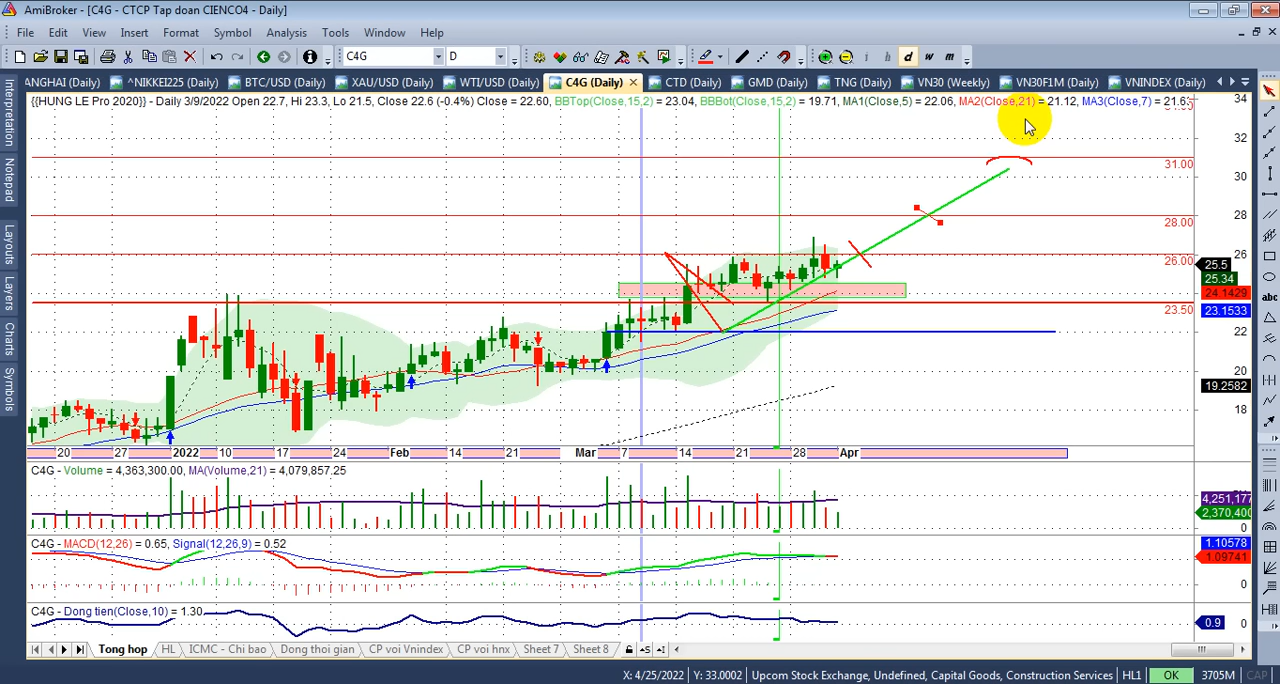 AmiBroker - [C4G - CTCP Tap doan CIENCO4 - Daily]
File Edit View Insert Format Symbol Analysis Tools Window Help
C4G D d w m
ANGHAI (Daily) ^NIKKEI225 (Daily) BTC/USD (Daily) XAU/USD (Daily) WTI/USD (Daily) C4G (Daily) CTD (Daily) GMD (Daily) TNG (Daily) VN30 (Weekly) VN30F1M (Daily) VNINDEX (Daily)
{{HUNG LE Pro 2020}} - Daily 3/9/2022 Open 22.7, Hi 22.3, Lo 21.5, Close 22.6 (-0.4%) Close = 22.60, BBTop(Close,15,2) = 23.04, BBBot(Close,15,2) = 19.71, MA1(Close,5) = 22.06, MA2(Close,21) = 21.12, MA3(Close,7) = 21.63
Interpretation
Notepad
Layouts
Layers
Charts
Symbols
abc
34
32
31.00
30
28
28.00
26
26.00
25.5
25.34
24.1429
23.50
23.1533
22
20
19.2582
18
20 27 2022 10 17 24 Feb 14 21 Mar 7 14 21 28 Apr
C4G - Volume = 4,363,300.00, MA(Volume,21) = 4,079,857.25
4,251,177
2,370,400
0
C4G - MACD(12,26) = 0.65, Signal(12,26,9) = 0.52
1.10578
1.09741
0
C4G - Dong tien(Close,10) = 1.30
0.9 0
Tong hop HL ICMC - Chi bao Dong thoi gian CP voi Vnindex CP voi hnx Sheet 7 Sheet 8
X: 4/25/2022 Y: 33.0002 Upcom Stock Exchange, Undefined, Capital Goods, Construction Services HL1 OK 3705M CAP